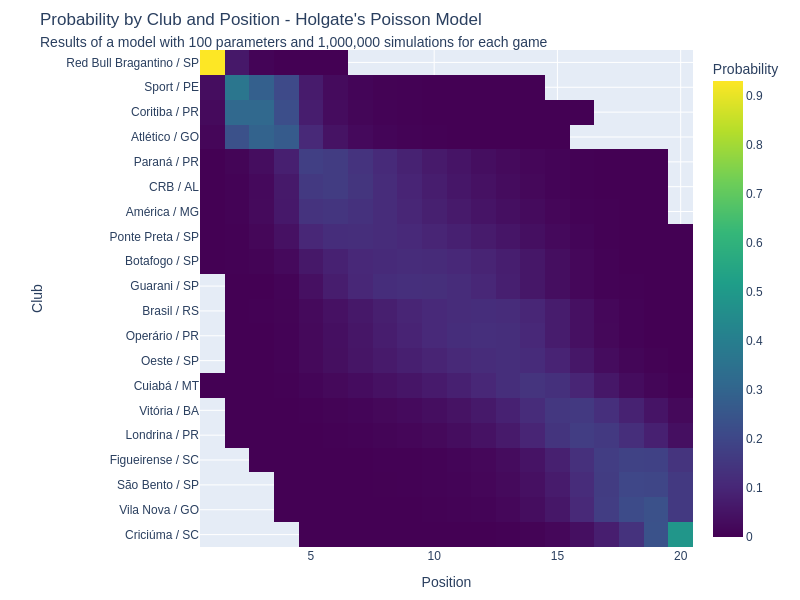 Probability by Club and Position - Holgate's Poisson Model
Results of a model with 100 parameters and 1,000,000 simulations for each game
Probability
Club
Red Bull Bragantino / SP
Sport / PE
Coritiba / PR
Atlético / GO
Paraná / PR
CRB / AL
América / MG
Ponte Preta / SP
Botafogo / SP
Guarani / SP
Brasil / RS
Operário / PR
Oeste / SP
Cuiabá / MT
Vitória / BA
Londrina / PR
Figueirense / SC
São Bento / SP
Vila Nova / GO
Criciúma / SC
0.9
0.8
0.7
0.6
0.5
0.4
0.3
0.2
0.1
0
5 10 15 20
Position